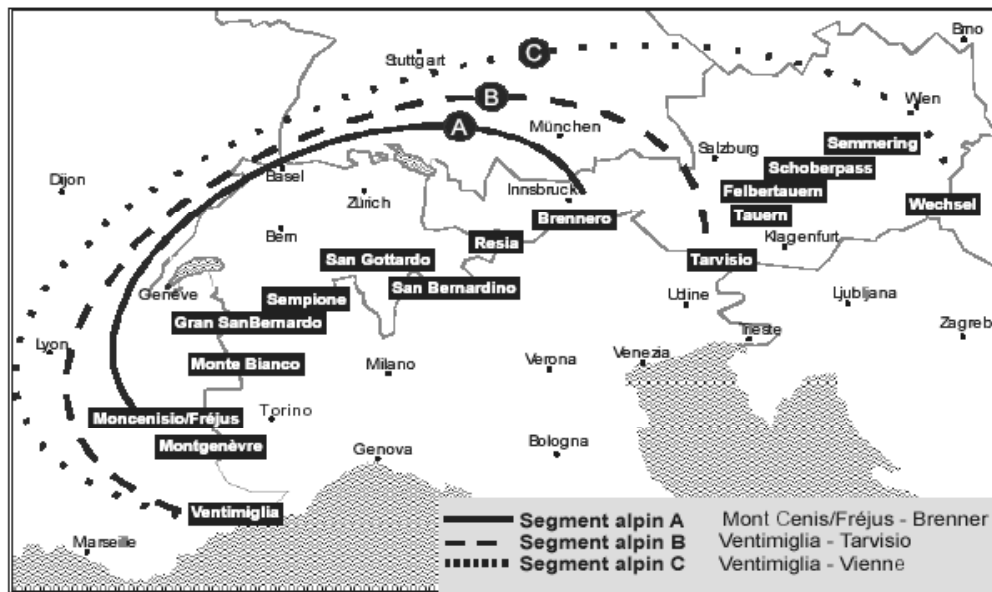 Brno
C
Stuttgart
B
Wien
A
München
Semmering
Salzburg
Schoberpass
Basel
Dijon
Zürich
Innsbruck
Felbertauern
Wechsel
Brennero
Tauern
Bern
Resia
Klagenfurt
San Gottardo
Tarvisio
Genève
Sempione
San Bernardino
Udine
Ljubljana
Gran SanBernardo
Trieste
Zagreb
Lyon
Monte Bianco
Milano
Verona
Venezia
Moncenisio/Fréjus
Torino
Montgenèvre
Genova
Bologna
Ventimiglia
Marseille
Segment alpin A Mont Cenis/Fréjus - Brenner
Segment alpin B Ventimiglia - Tarvisio
Segment alpin C Ventimiglia - Vienne